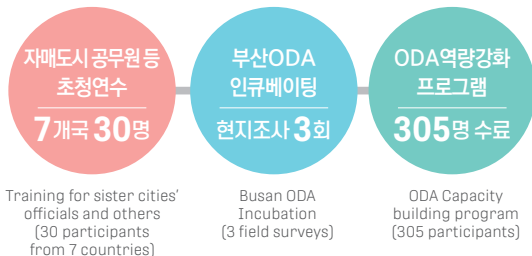 자매도시 공무원 등
초청연수
7개국 30명
부산ODA
인큐베이팅
현지조사 3회
ODA역량강화
프로그램
305명 수료
Training for sister cities'
officials and others
(30 participants
from 7 countries)
Busan ODA
Incubation
(3 field surveys)
ODA Capacity
building program
(305 participants)